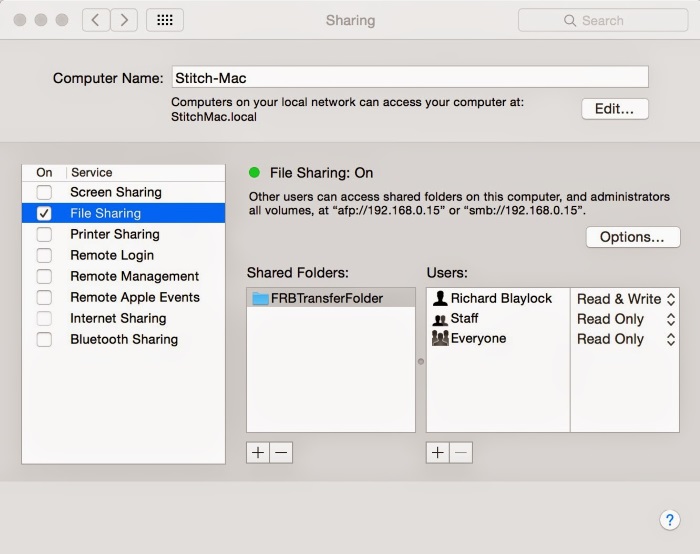 Sharing
Search
Computer Name: Stitch-Mac
Computers on your local network can access your computer at:
StitchMac.local
Edit...
On Service
Screen Sharing
File Sharing
Printer Sharing
Remote Login
Remote Management
Remote Apple Events
Internet Sharing
Bluetooth Sharing
File Sharing: On
Other users can access shared folders on this computer, and administrators
all volumes, at “afp://192.168.0.15” or “smb://192.168.0.15”.
Options...
Shared Folders:
FRBTransferFolder
Users:
Richard Blaylock Read & Write
Staff Read Only
Everyone Read Only
+ −
+ −
?